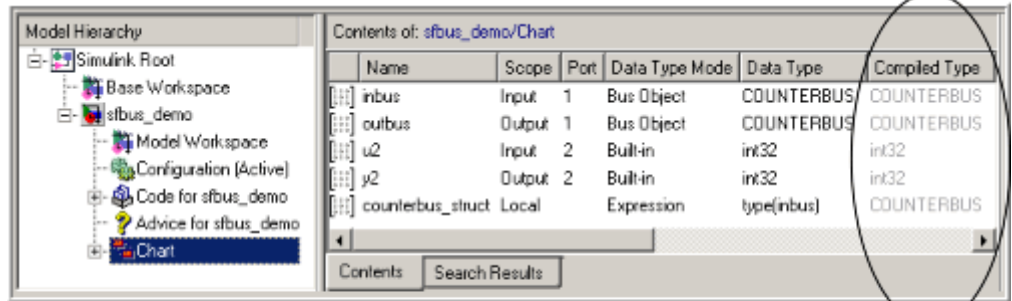 Model Hierarchy
Simulink Root
Base Workspace
sfbus_demo
Model Workspace
Configuration (Active)
Code for sfbus_demo
Advice for sfbus_demo
Chart
Contents of: sfbus_demo/Chart
Name Scope Port Data Type Mode Data Type Compiled Type
inbus Input 1 Bus Object COUNTERBUS COUNTERBUS
outbus Output 1 Bus Object COUNTERBUS COUNTERBUS
u2 Input 2 Built-in int32 int32
y2 Output 2 Built-in int32 int32
counterbus_struct Local Expression type(inbus) COUNTERBUS
Contents Search Results